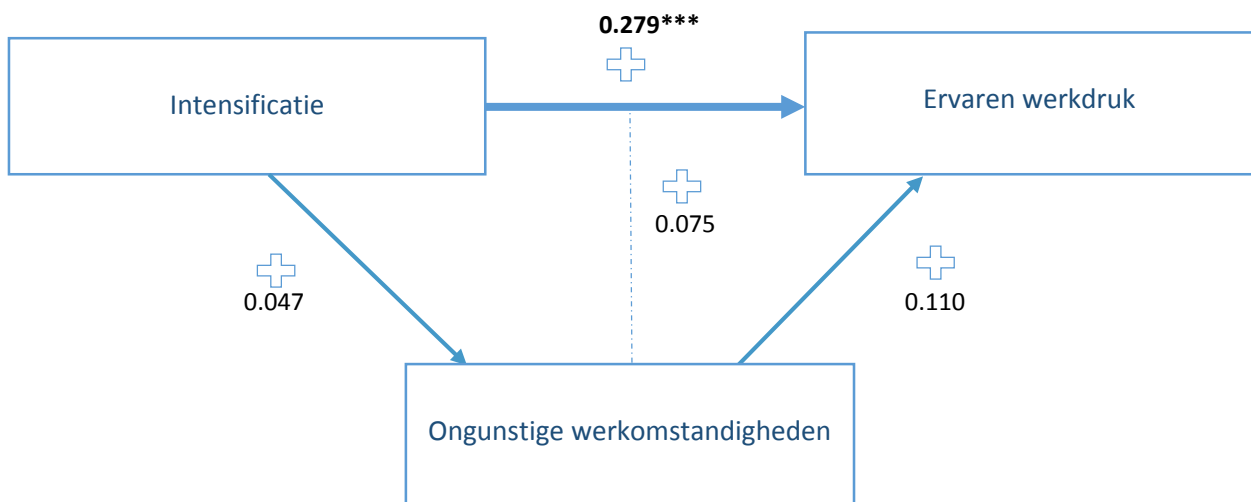 0.279***
Intensificatie
Ervaren werkdruk
0.075
0.047
0.110
Ongunstige werkomstandigheden